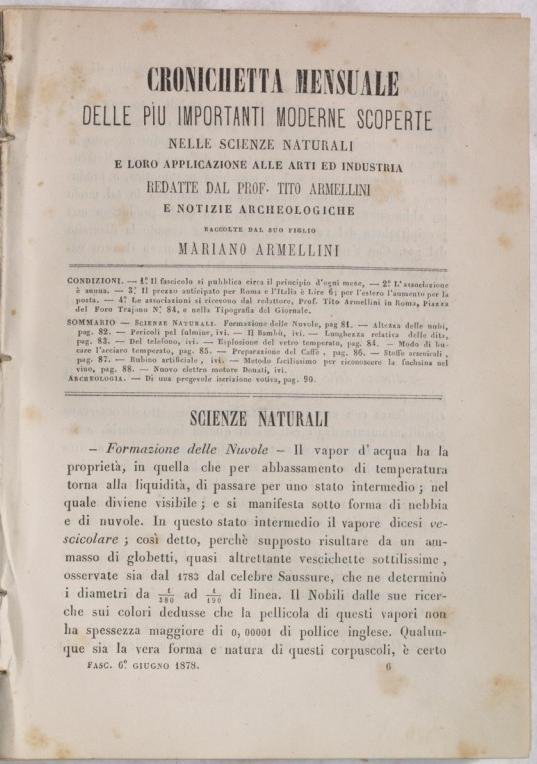 CRONICHETTA MENSUALE
DELLE PIU IMPORTANTI MODERNE SCOPERTE
NELLE SCIENZE NATURALI
E LORO APPLICAZIONE ALLE ARTI ED INDUSTRIA
REDATTE DAL PROF. TITO ARMELLINI
E NOTIZIE ARCHEOLOGICHE
RACCOLTE DAL SUO FIGLIO
MARIANO ARMELLINI
CONDIZIONI. — 1.º Il fascicolo si pubblica circa il principio d'ogni mese, — 2.º L'associazione
è annua. — 3.º Il prezzo anticipato per Roma e l'Italia è Lire 6; per l'estero l'aumento per la
posta. — 4.º Le associazioni si ricevono dal redattore, Prof. Tito Armellini in Roma, Piazza
del Foro Trajano N.º 84, e nella Tipografia del Giornale.
SOMMARIO — SCIENZE NATURALI. Formazione delle Nuvole, pag 81. — Altezza delle nubi,
pag. 82. — Pericoli pel fulmine, ivi. — Il Bambù, ivi. — Lunghezza relativa delle dita,
pag. 83. — Del telefono, ivi. — Esplosione del vetro temperato, pag. 84. — Modo di bu-
care l'acciaro temperato, pag. 85. — Preparazione del Caffè, pag. 86. — Stoffe arsenicali,
pag. 87. — Rubino artificiale, ivi. — Metodo facilissimo per riconoscere la fuchsina nel
vino, pag. 88. — Nuovo elettro motore Donati, ivi.
ARCHEOLOGIA. — Di una pregevole iscrizione votiva, pag. 90.
SCIENZE NATURALI
— Formazione delle Nuvole — Il vapor d'acqua ha la
proprietà, in quella che per abbassamento di temperatura
torna alla liquidità, di passare per uno stato intermedio; nel
quale diviene visibile; e si manifesta sotto forma di nebbia
e di nuvole. In questo stato intermedio il vapore dicesi ve-
scicolare; così detto, perchè supposto risultare da un am-
masso di globetti, quasi altrettante vescichette sottilissime,
osservate sia dal 1783 dal celebre Saussure, che ne determinò
i diametri da 1/380 ad 1/190 di linea. Il Nobili dalle sue ricer-
che sui colori dedusse che la pellicola di questi vapori non
ha spessezza maggiore di 0,00001 di pollice inglese. Qualun-
que sia la vera forma e natura di questi corpuscoli, è certo
FASC. 6.º GIUGNO 1878. 6